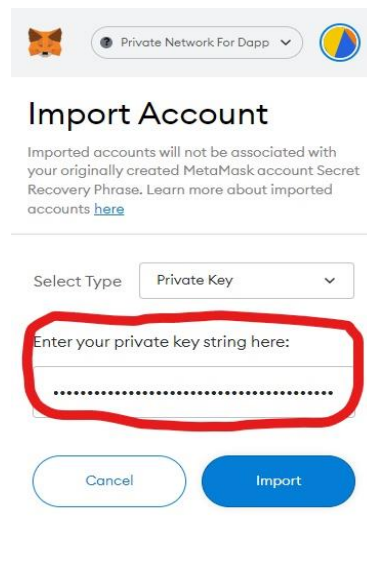 Private Network For Dapp
Import Account
Imported accounts will not be associated with
your originally created MetaMask account Secret
Recovery Phrase. Learn more about imported
accounts here
Select Type Private Key
Enter your private key string here:
Cancel Import